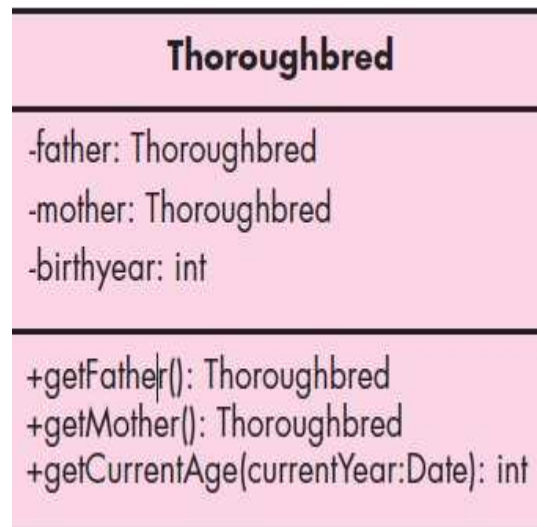 Thoroughbred
-father: Thoroughbred
-mother: Thoroughbred
-birthyear: int
+getFather(): Thoroughbred
+getMother(): Thoroughbred
+getCurrentAge(currentYear:Date): int